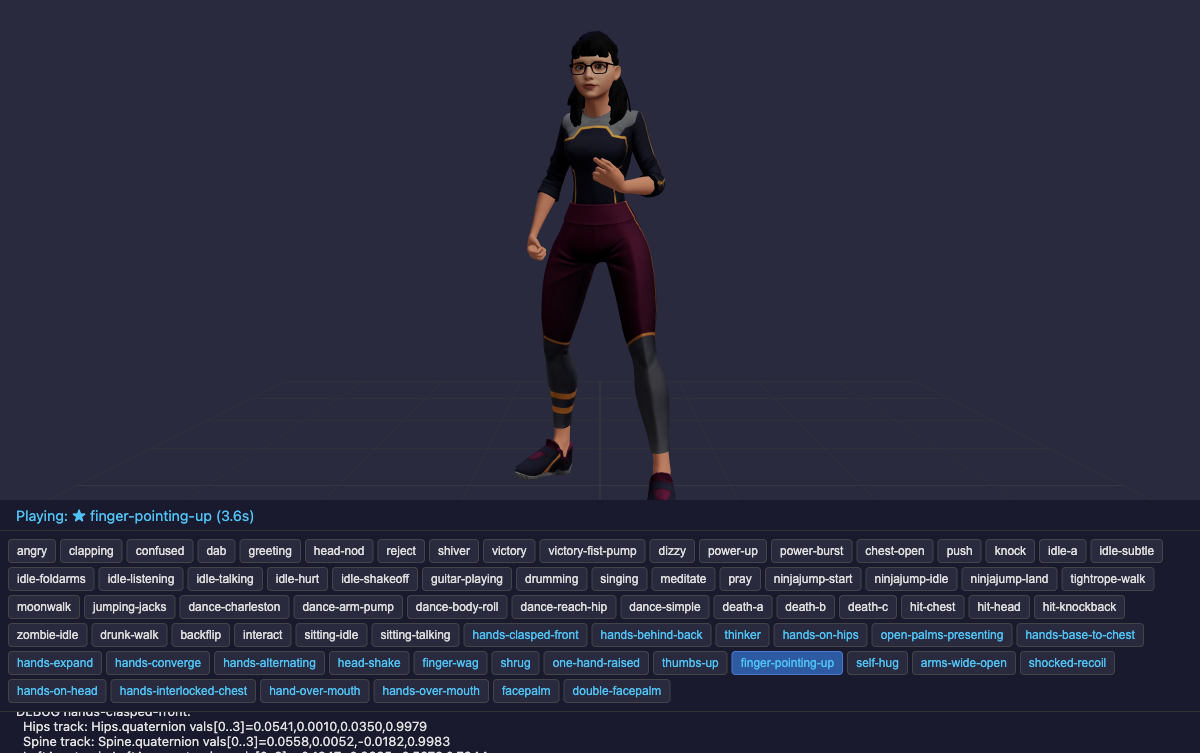 Playing: ★ finger-pointing-up (3.6s)
angry clapping confused dab greeting head-nod reject shiver victory victory-fist-pump dizzy power-up power-burst chest-open push knock idle-a idle-subtle
idle-foldarms idle-listening idle-talking idle-hurt idle-shakeoff guitar-playing drumming singing meditate pray ninjajump-start ninjajump-idle ninjajump-land tightrope-walk
moonwalk jumping-jacks dance-charleston dance-arm-pump dance-body-roll dance-reach-hip dance-simple death-a death-b death-c hit-chest hit-head hit-knockback
zombie-idle drunk-walk backflip interact sitting-idle sitting-talking hands-clasped-front hands-behind-back thinker hands-on-hips open-palms-presenting hands-base-to-chest
hands-expand hands-converge hands-alternating head-shake finger-wag shrug one-hand-raised thumbs-up finger-pointing-up self-hug arms-wide-open shocked-recoil
hands-on-head hands-interlocked-chest hand-over-mouth hands-over-mouth facepalm double-facepalm
DEBUG hands-clasped-front:
Hips track: Hips.quaternion vals[0..3]=0.0541,0.0010,0.0350,0.9979
Spine track: Spine.quaternion vals[0..3]=0.0558,0.0052,-0.0182,0.9983